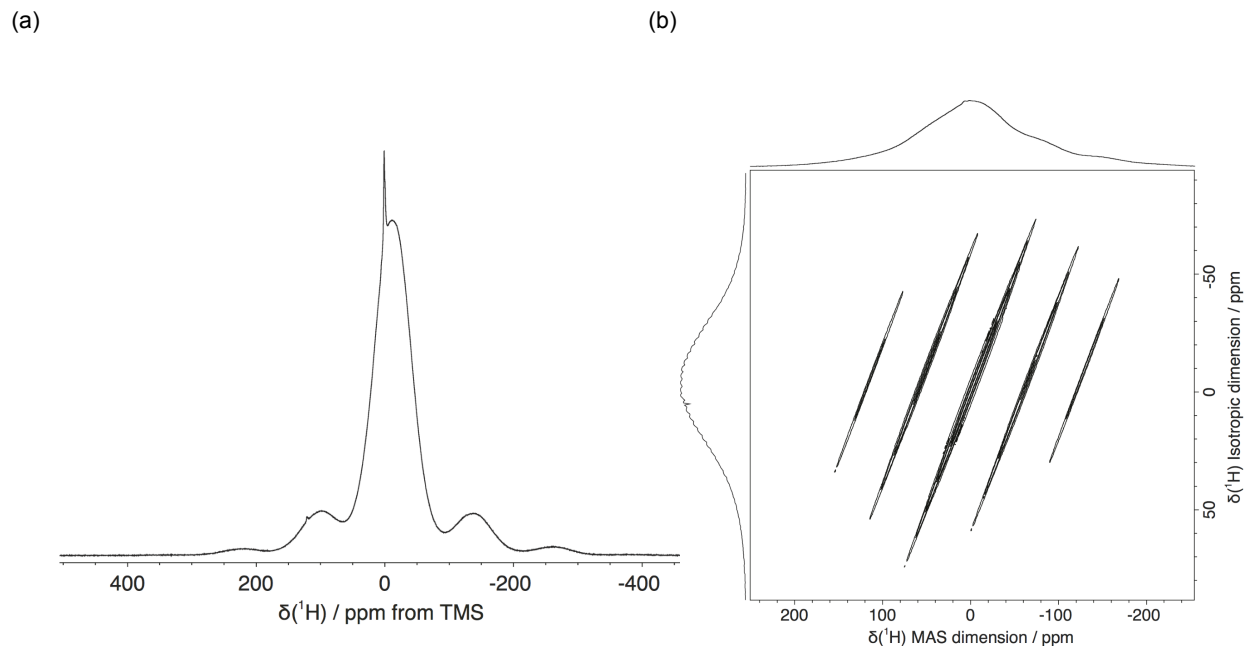 (a)
(b)
400
200
0
-200
-400
δ(¹H) / ppm from TMS
-50
0
50
δ(¹H) Isotropic dimension / ppm
200
100
0
-100
-200
δ(¹H) MAS dimension / ppm